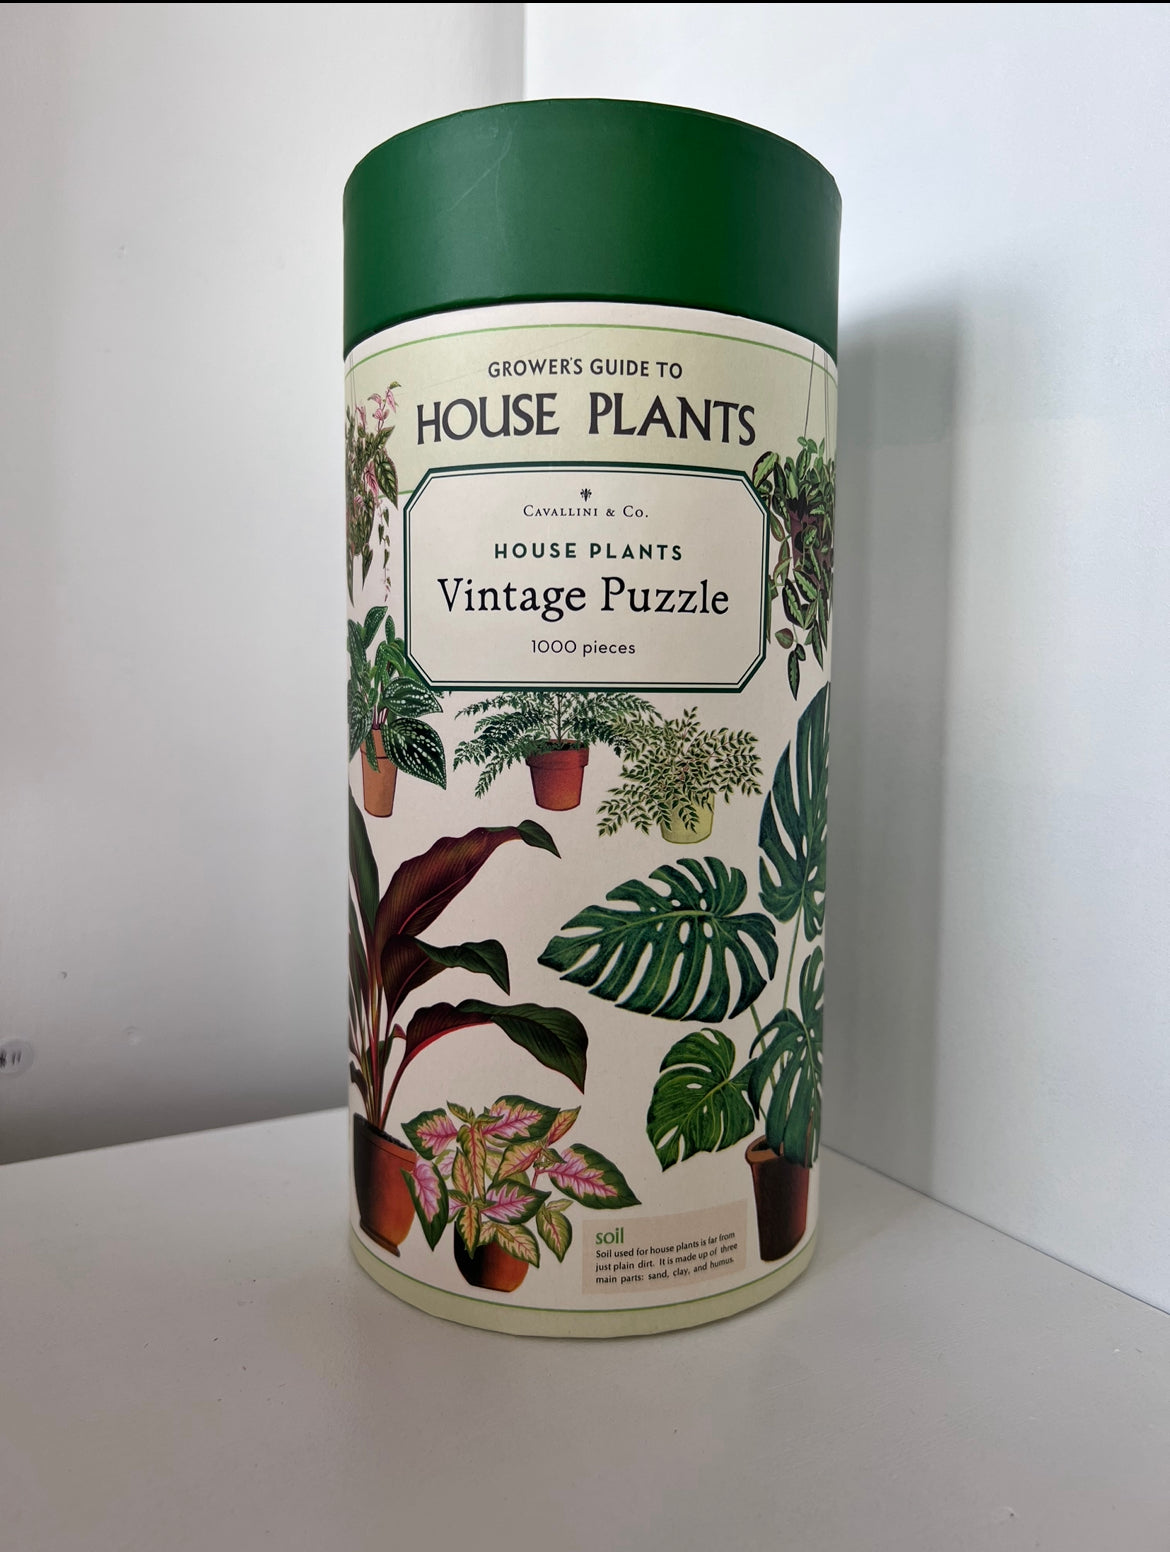 GROWER'S GUIDE TO
HOUSE PLANTS
CAVALLINI & CO.
HOUSE PLANTS
Vintage Puzzle
1000 pieces
soil
Soil used for house plants is far from
just plain dirt. It is made up of three
main parts: sand, clay, and humus.